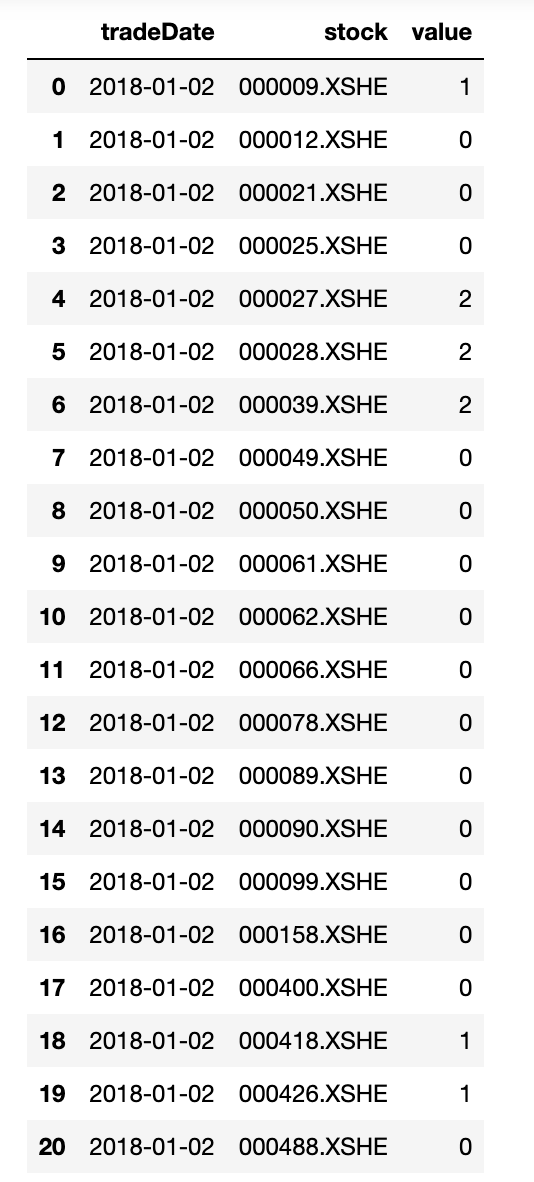 tradeDate stock value
0 2018-01-02 000009.XSHE 1
1 2018-01-02 000012.XSHE 0
2 2018-01-02 000021.XSHE 0
3 2018-01-02 000025.XSHE 0
4 2018-01-02 000027.XSHE 2
5 2018-01-02 000028.XSHE 2
6 2018-01-02 000039.XSHE 2
7 2018-01-02 000049.XSHE 0
8 2018-01-02 000050.XSHE 0
9 2018-01-02 000061.XSHE 0
10 2018-01-02 000062.XSHE 0
11 2018-01-02 000066.XSHE 0
12 2018-01-02 000078.XSHE 0
13 2018-01-02 000089.XSHE 0
14 2018-01-02 000090.XSHE 0
15 2018-01-02 000099.XSHE 0
16 2018-01-02 000158.XSHE 0
17 2018-01-02 000400.XSHE 0
18 2018-01-02 000418.XSHE 1
19 2018-01-02 000426.XSHE 1
20 2018-01-02 000488.XSHE 0